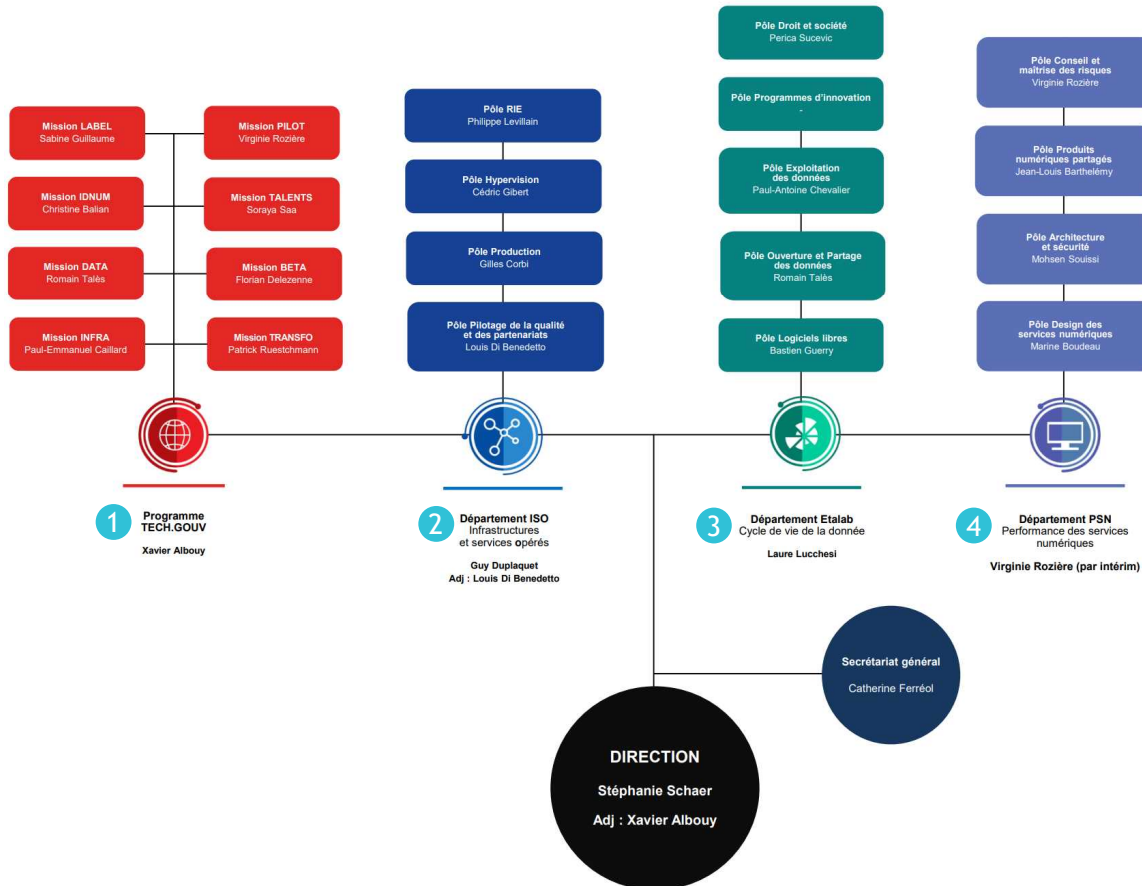 Mission LABEL
Sabine Guillaume
Mission PILOT
Virginie Rozière
Mission IDNUM
Christine Balian
Mission TALENTS
Soraya Saa
Mission DATA
Romain Talès
Mission BETA
Florian Delezenne
Mission INFRA
Paul-Emmanuel Caillard
Mission TRANSFO
Patrick Ruestchmann
Pôle RIE
Philippe Levillain
Pôle Hypervision
Cédric Gibert
Pôle Production
Gilles Corbi
Pôle Pilotage de la qualité
et des partenariats
Louis Di Benedetto
Pôle Droit et société
Perica Sucevic
Pôle Programmes d'innovation
-
Pôle Exploitation
des données
Paul-Antoine Chevalier
Pôle Ouverture et Partage
des données
Romain Talès
Pôle Logiciels libres
Bastien Guerry
Pôle Conseil et
maîtrise des risques
Virginie Rozière
Pôle Produits
numériques partagés
Jean-Louis Barthelémy
Pôle Architecture
et sécurité
Mohsen Souissi
Pôle Design des
services numériques
Marine Boudeau
1
Programme
TECH.GOUV
Xavier Albouy
2
Département ISO
Infrastructures
et services opérés
Guy Duplaquet
Adj : Louis Di Benedetto
3
Département Etalab
Cycle de vie de la donnée
Laure Lucchesi
4
Département PSN
Performance des services
numériques
Virginie Rozière (par intérim)
Secrétariat général
Catherine Ferréol
DIRECTION
Stéphanie Schaer
Adj : Xavier Albouy